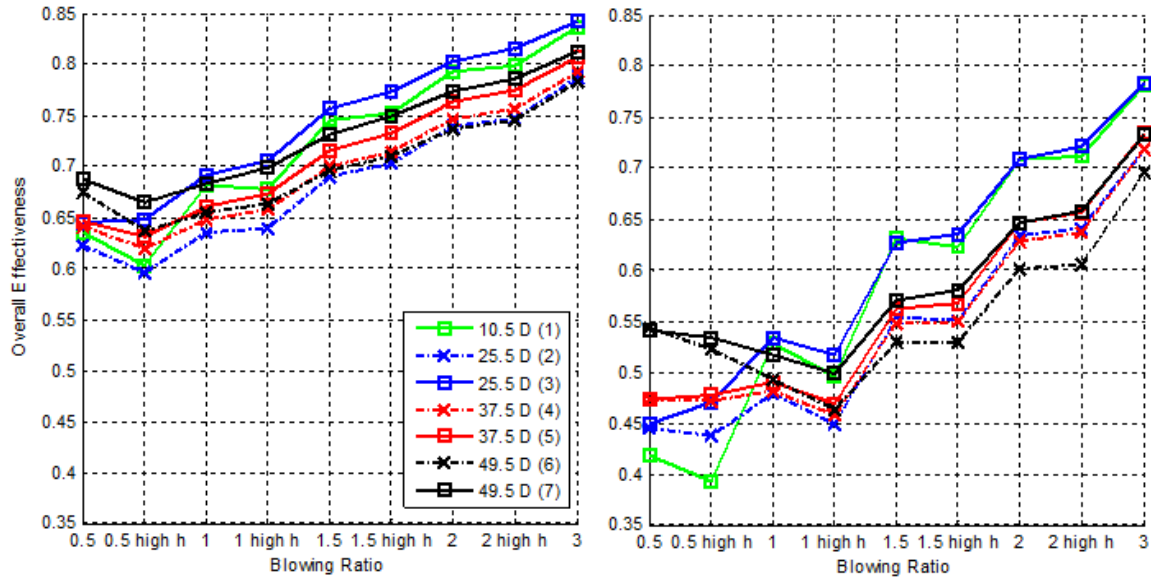 0.85
0.8
0.75
0.7
0.65
0.6
0.55
0.5
0.45
0.4
0.35
Overall Effectiveness
10.5 D (1)
25.5 D (2)
25.5 D (3)
37.5 D (4)
37.5 D (5)
49.5 D (6)
49.5 D (7)
0.5 0.5 high h 1 1 high h 1.5 1.5 high h 2 2 high h 3
Blowing Ratio
0.85
0.8
0.75
0.7
0.65
0.6
0.55
0.5
0.45
0.4
0.35
0.5 0.5 high h 1 1 high h 1.5 1.5 high h 2 2 high h 3
Blowing Ratio